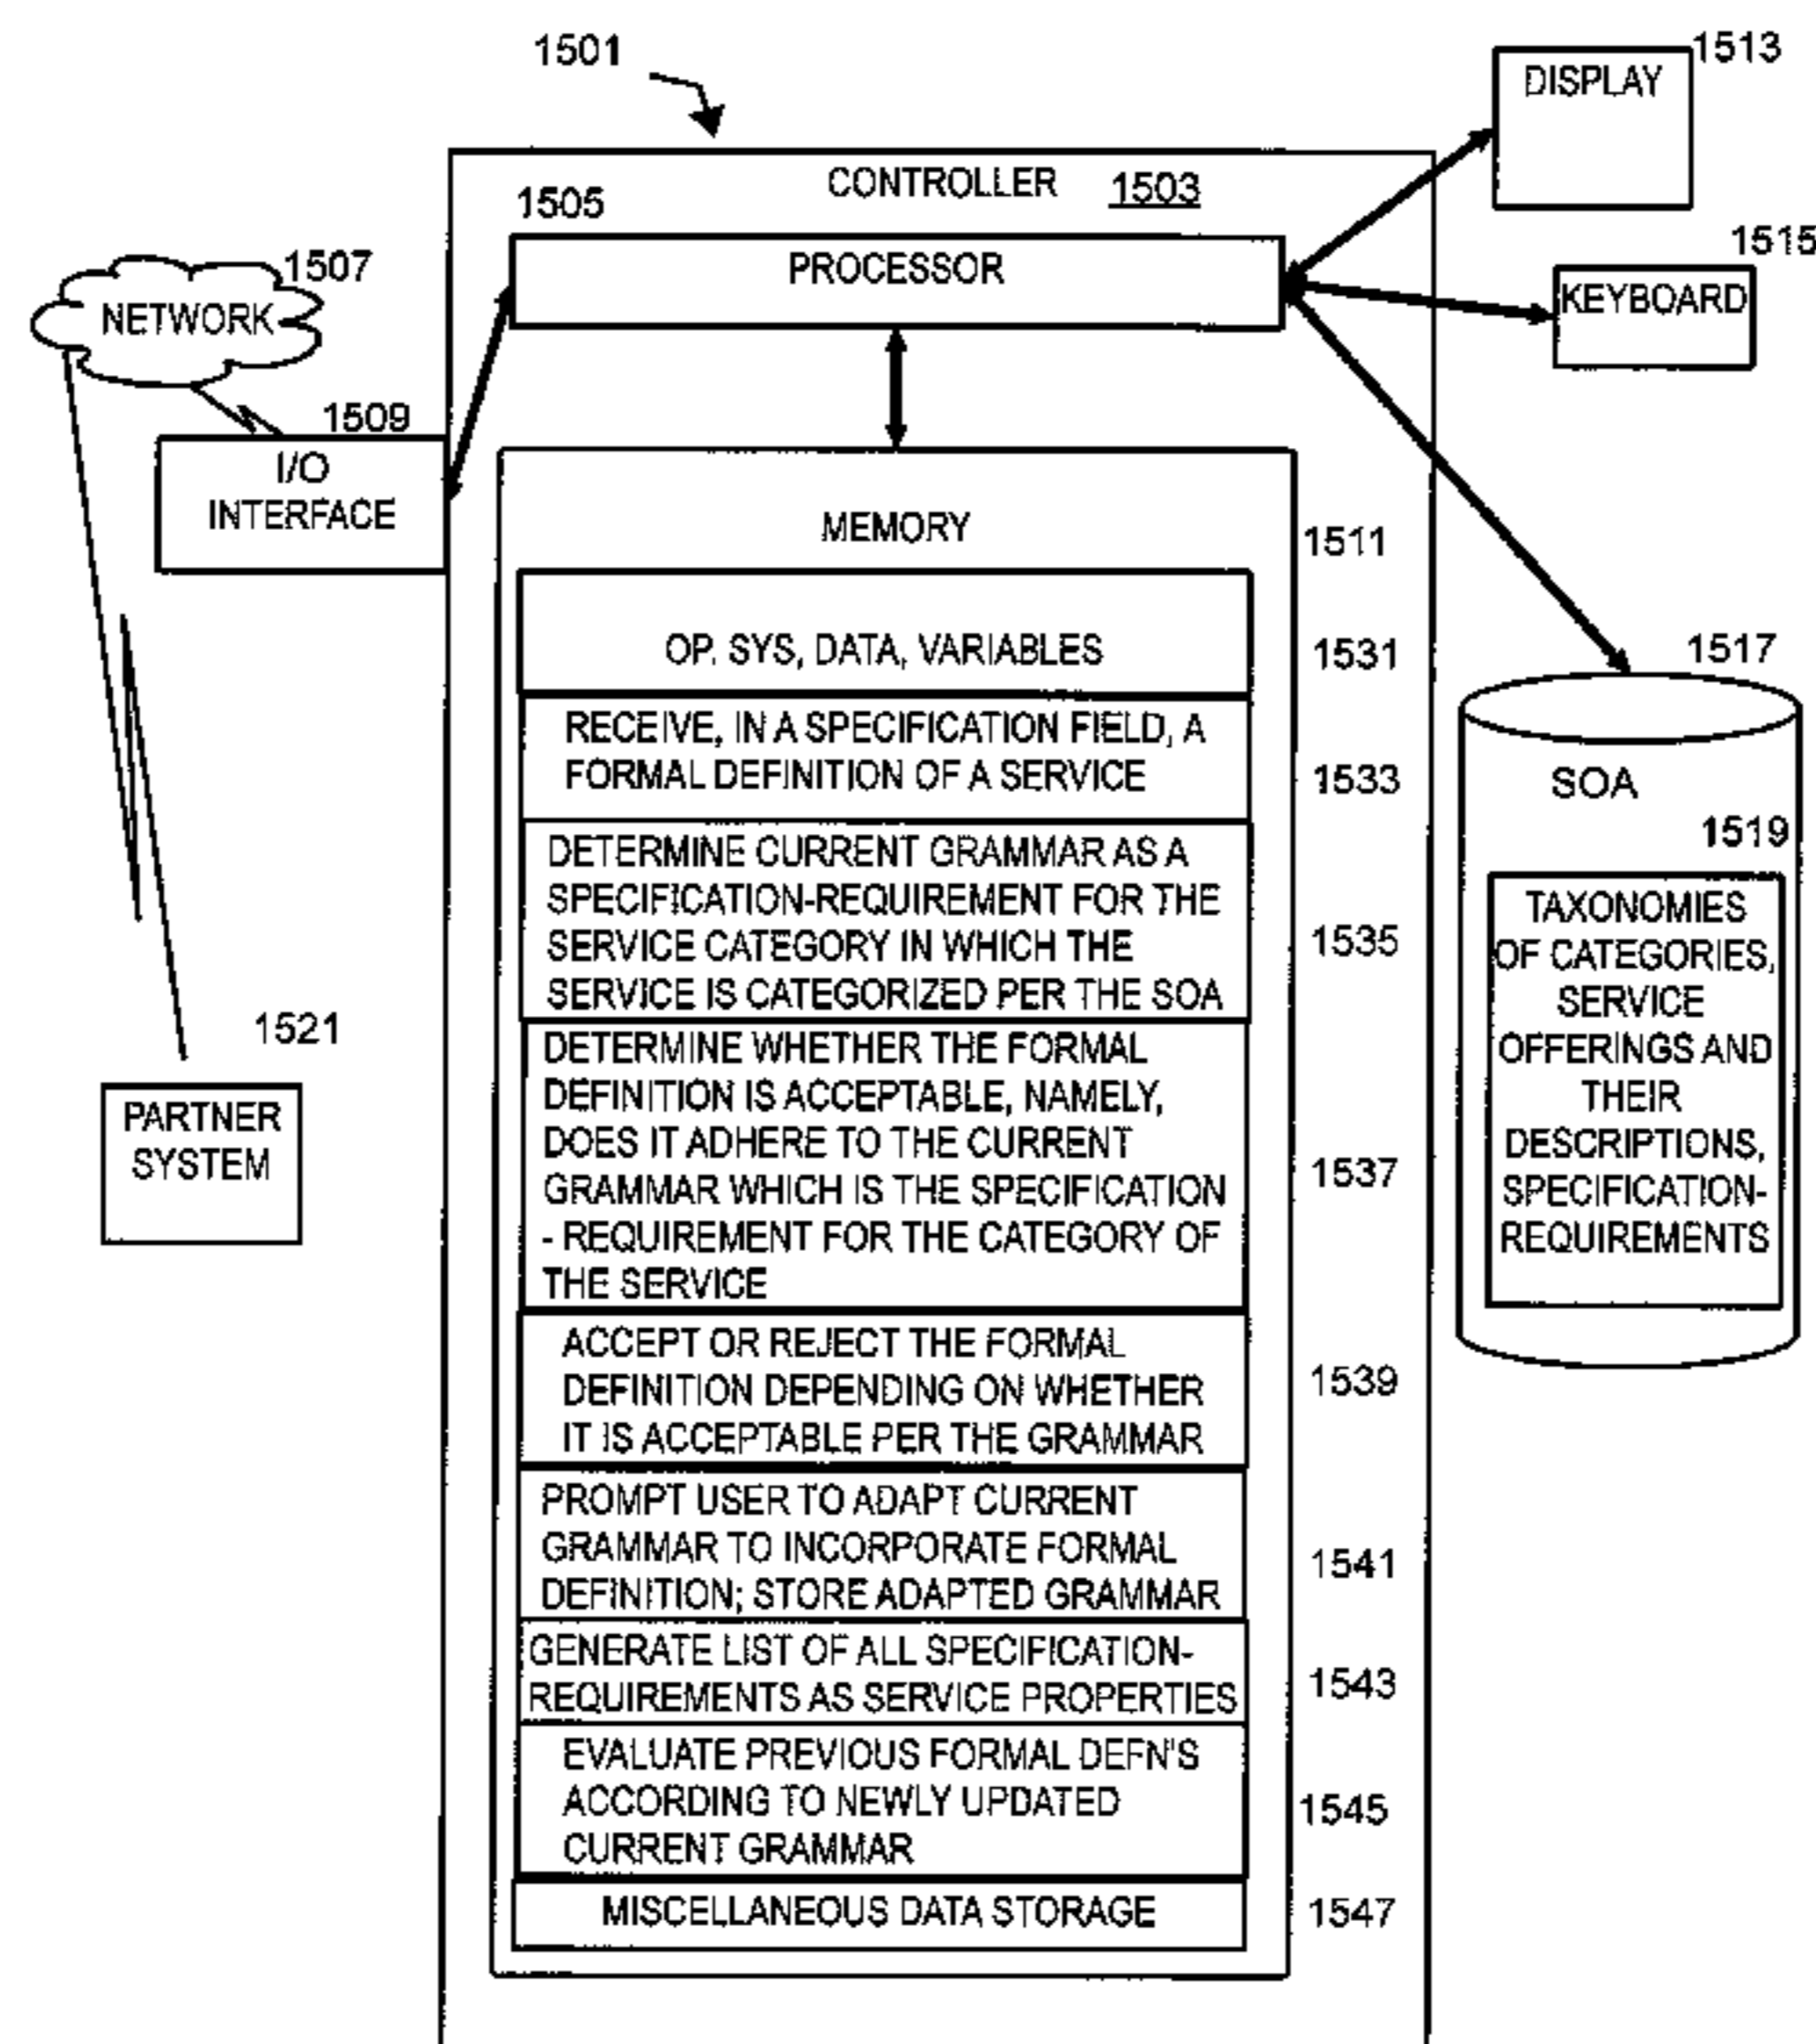 1501
1513
DISPLAY
CONTROLLER 1503
1505
PROCESSOR
1515
KEYBOARD
1507
NETWORK
1509
I/O
INTERFACE
MEMORY
1511
OP. SYS, DATA, VARIABLES
1531
RECEIVE, IN A SPECIFICATION FIELD, A
FORMAL DEFINITION OF A SERVICE
1533
DETERMINE CURRENT GRAMMAR AS A
SPECIFICATION-REQUIREMENT FOR THE
SERVICE CATEGORY IN WHICH THE
SERVICE IS CATEGORIZED PER THE SOA
1535
DETERMINE WHETHER THE FORMAL
DEFINITION IS ACCEPTABLE, NAMELY,
DOES IT ADHERE TO THE CURRENT
GRAMMAR WHICH IS THE SPECIFICATION
- REQUIREMENT FOR THE CATEGORY OF
THE SERVICE
1537
ACCEPT OR REJECT THE FORMAL
DEFINITION DEPENDING ON WHETHER
IT IS ACCEPTABLE PER THE GRAMMAR
1539
PROMPT USER TO ADAPT CURRENT
GRAMMAR TO INCORPORATE FORMAL
DEFINITION; STORE ADAPTED GRAMMAR
1541
GENERATE LIST OF ALL SPECIFICATION-
REQUIREMENTS AS SERVICE PROPERTIES
1543
EVALUATE PREVIOUS FORMAL DEFN'S
ACCORDING TO NEWLY UPDATED
CURRENT GRAMMAR
1545
MISCELLANEOUS DATA STORAGE
1547
1517
SOA
1519
TAXONOMIES
OF CATEGORIES,
SERVICE
OFFERINGS AND
THEIR
DESCRIPTIONS,
SPECIFICATION-
REQUIREMENTS
1521
PARTNER
SYSTEM